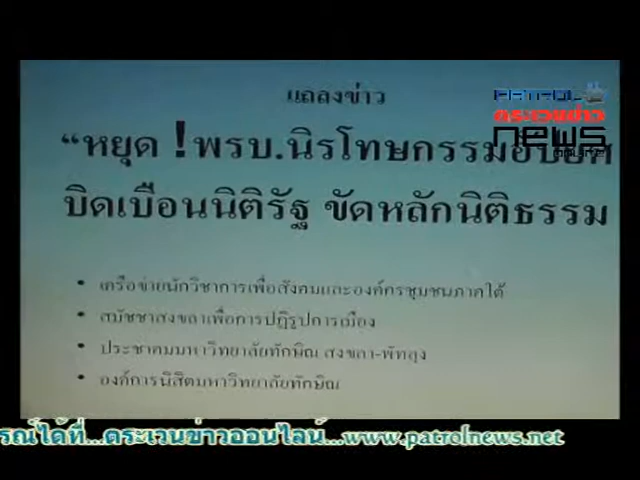 แถลงข่าว
PATROL
ตระเวนข่าว
news
"หยุด ! พรบ.นิรโทษกรรมอัปยศ
บิดเบือนนิติรัฐ ขัดหลักนิติธรรม
• เครือข่ายนักวิชาการเพื่อสังคมและองค์กรชุมชนภาคใต้
• สมัชชาสงขลาเพื่อการปฏิรูปการเมือง
• ประชาคมมหาวิทยาลัยทักษิณ สงขลา-พัทลุง
• องค์การนิสิตมหาวิทยาลัยทักษิณ
รณ์ได้ที่...ตระเวนข่าวออนไลน์...www.patrolnews.net